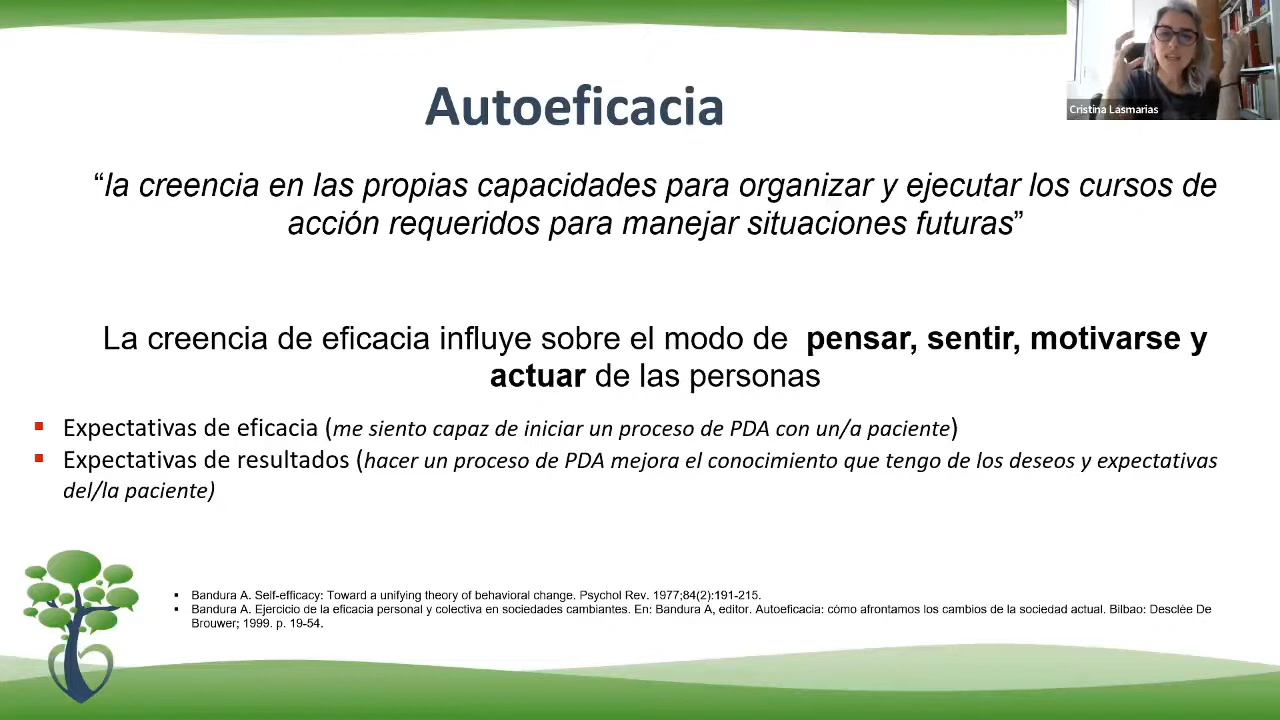 Cristina Lasmarias
Autoeficacia
“la creencia en las propias capacidades para organizar y ejecutar los cursos de
acción requeridos para manejar situaciones futuras”
La creencia de eficacia influye sobre el modo de pensar, sentir, motivarse y
actuar de las personas
▪ Expectativas de eficacia (me siento capaz de iniciar un proceso de PDA con un/a paciente)
▪ Expectativas de resultados (hacer un proceso de PDA mejora el conocimiento que tengo de los deseos y expectativas
del/la paciente)
▪ Bandura A. Self-efficacy: Toward a unifying theory of behavioral change. Psychol Rev. 1977;84(2):191-215.
▪ Bandura A. Ejercicio de la eficacia personal y colectiva en sociedades cambiantes. En: Bandura A, editor. Autoeficacia: cómo afrontamos los cambios de la sociedad actual. Bilbao: Desclée De
Brouwer; 1999. p. 19-54.